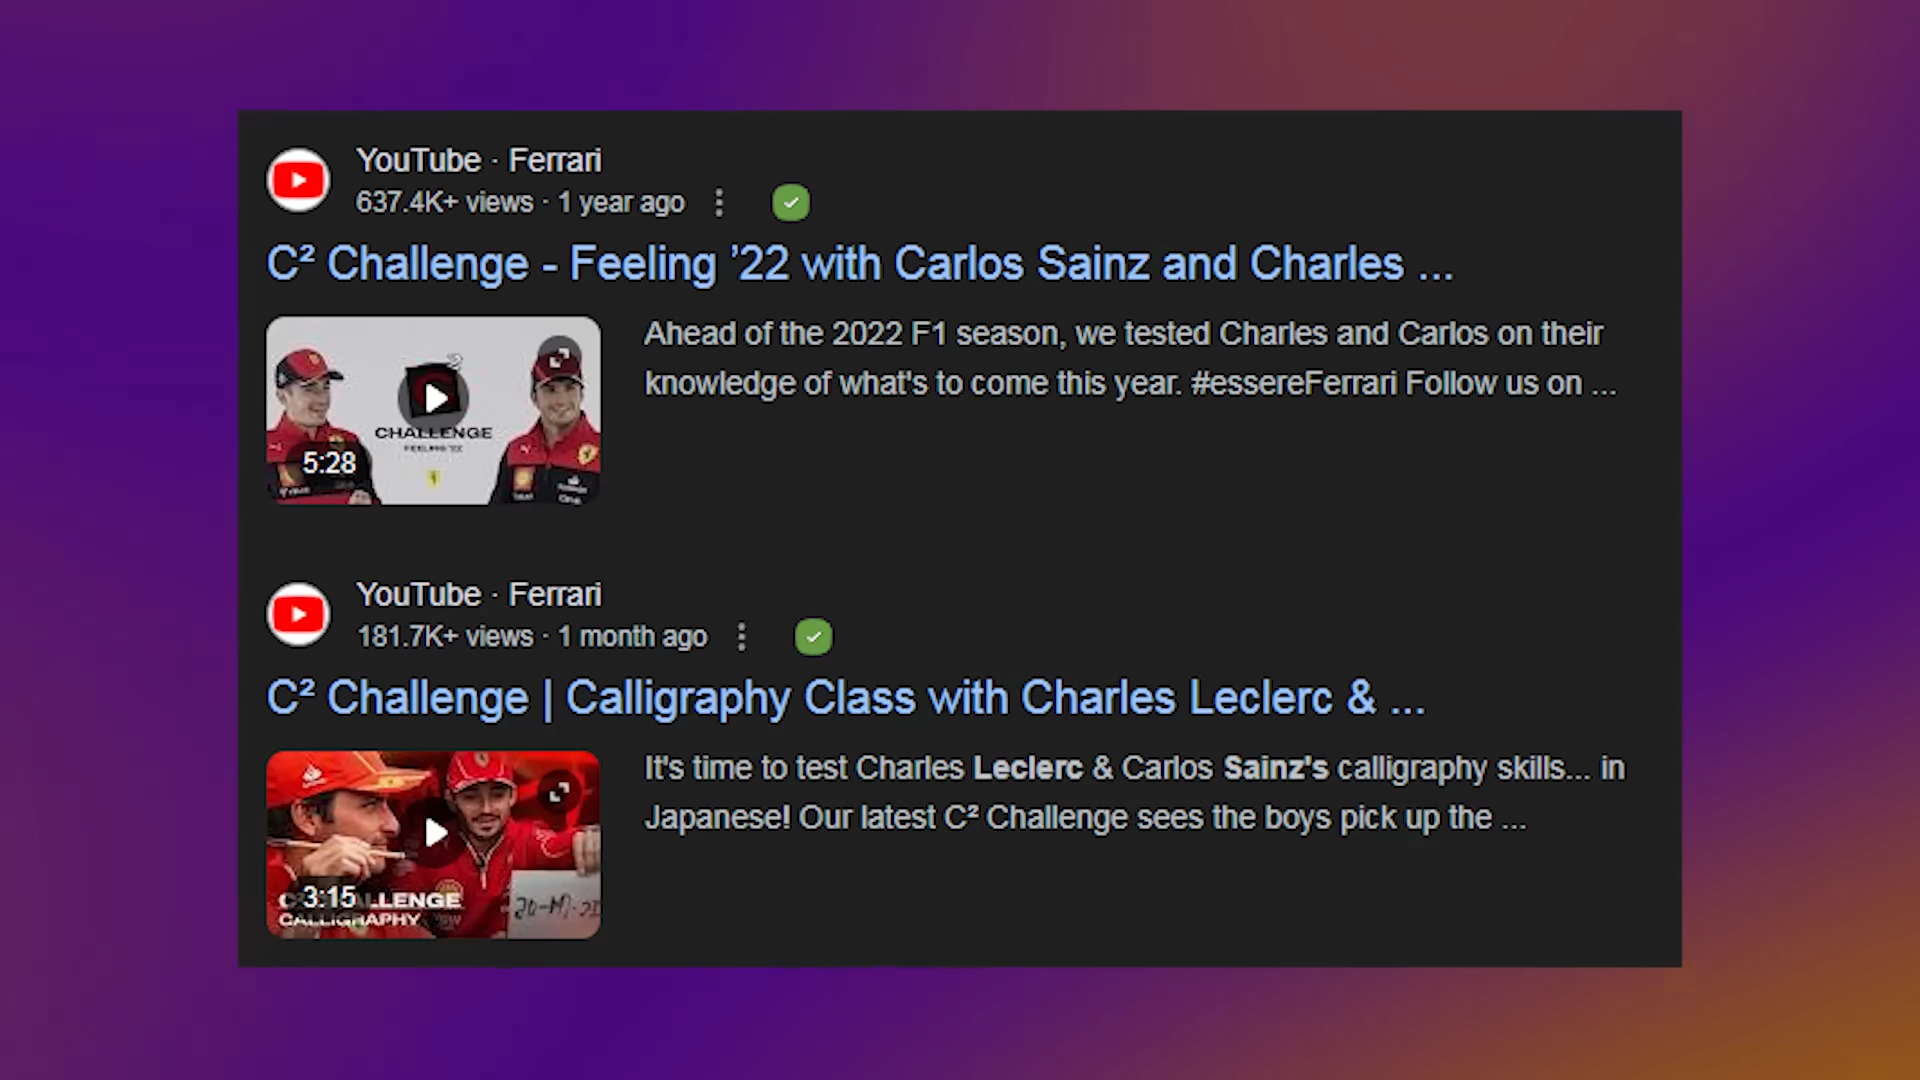 YouTube · Ferrari
637.4K+ views · 1 year ago
C² Challenge - Feeling ’22 with Carlos Sainz and Charles ...
Ahead of the 2022 F1 season, we tested Charles and Carlos on their
knowledge of what's to come this year. #essereFerrari Follow us on ...
2
CHALLENGE
FEELING '22
5:28
YouTube · Ferrari
181.7K+ views · 1 month ago
C² Challenge | Calligraphy Class with Charles Leclerc & ...
It's time to test Charles Leclerc & Carlos Sainz's calligraphy skills... in
Japanese! Our latest C² Challenge sees the boys pick up the ...
3:15
CALLIGRAPHY